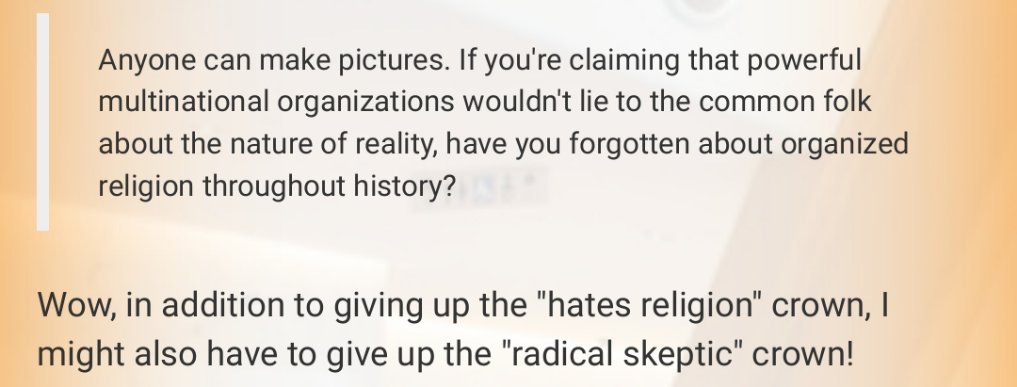 Anyone can make pictures. If you're claiming that powerful
multinational organizations wouldn't lie to the common folk
about the nature of reality, have you forgotten about organized
religion throughout history?
Wow, in addition to giving up the "hates religion" crown, I
might also have to give up the "radical skeptic" crown!